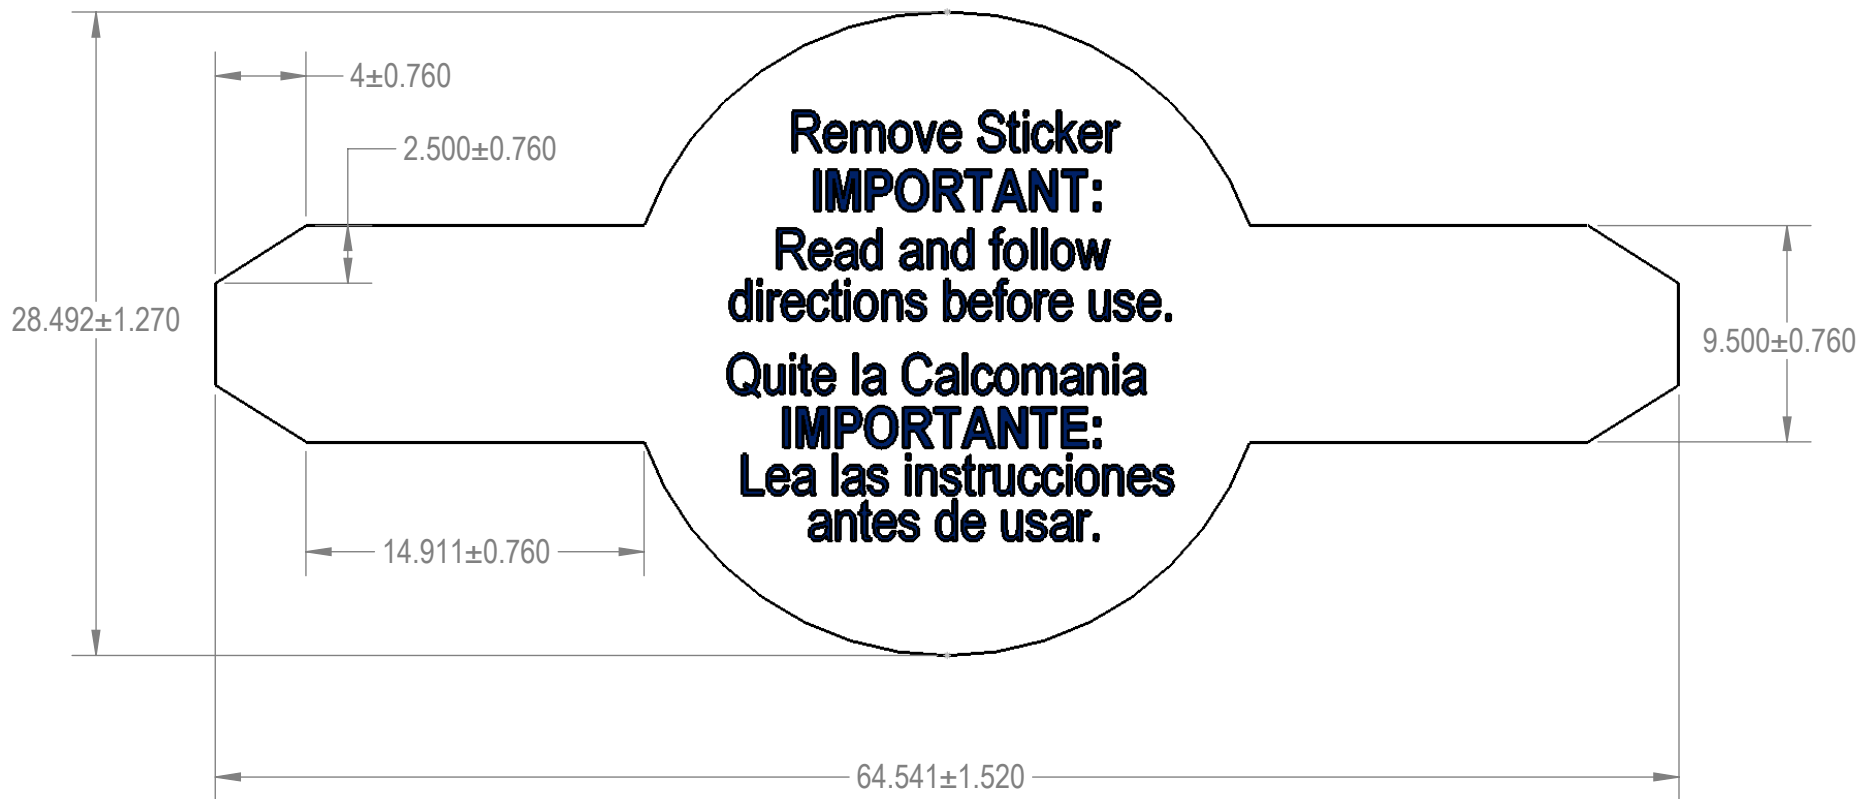 4±0.760
2.500±0.760
28.492±1.270
Remove Sticker
IMPORTANT:
Read and follow
directions before use.
Quite la Calcomania
IMPORTANTE:
Lea las instrucciones
antes de usar.
9.500±0.760
14.911±0.760
64.541±1.520